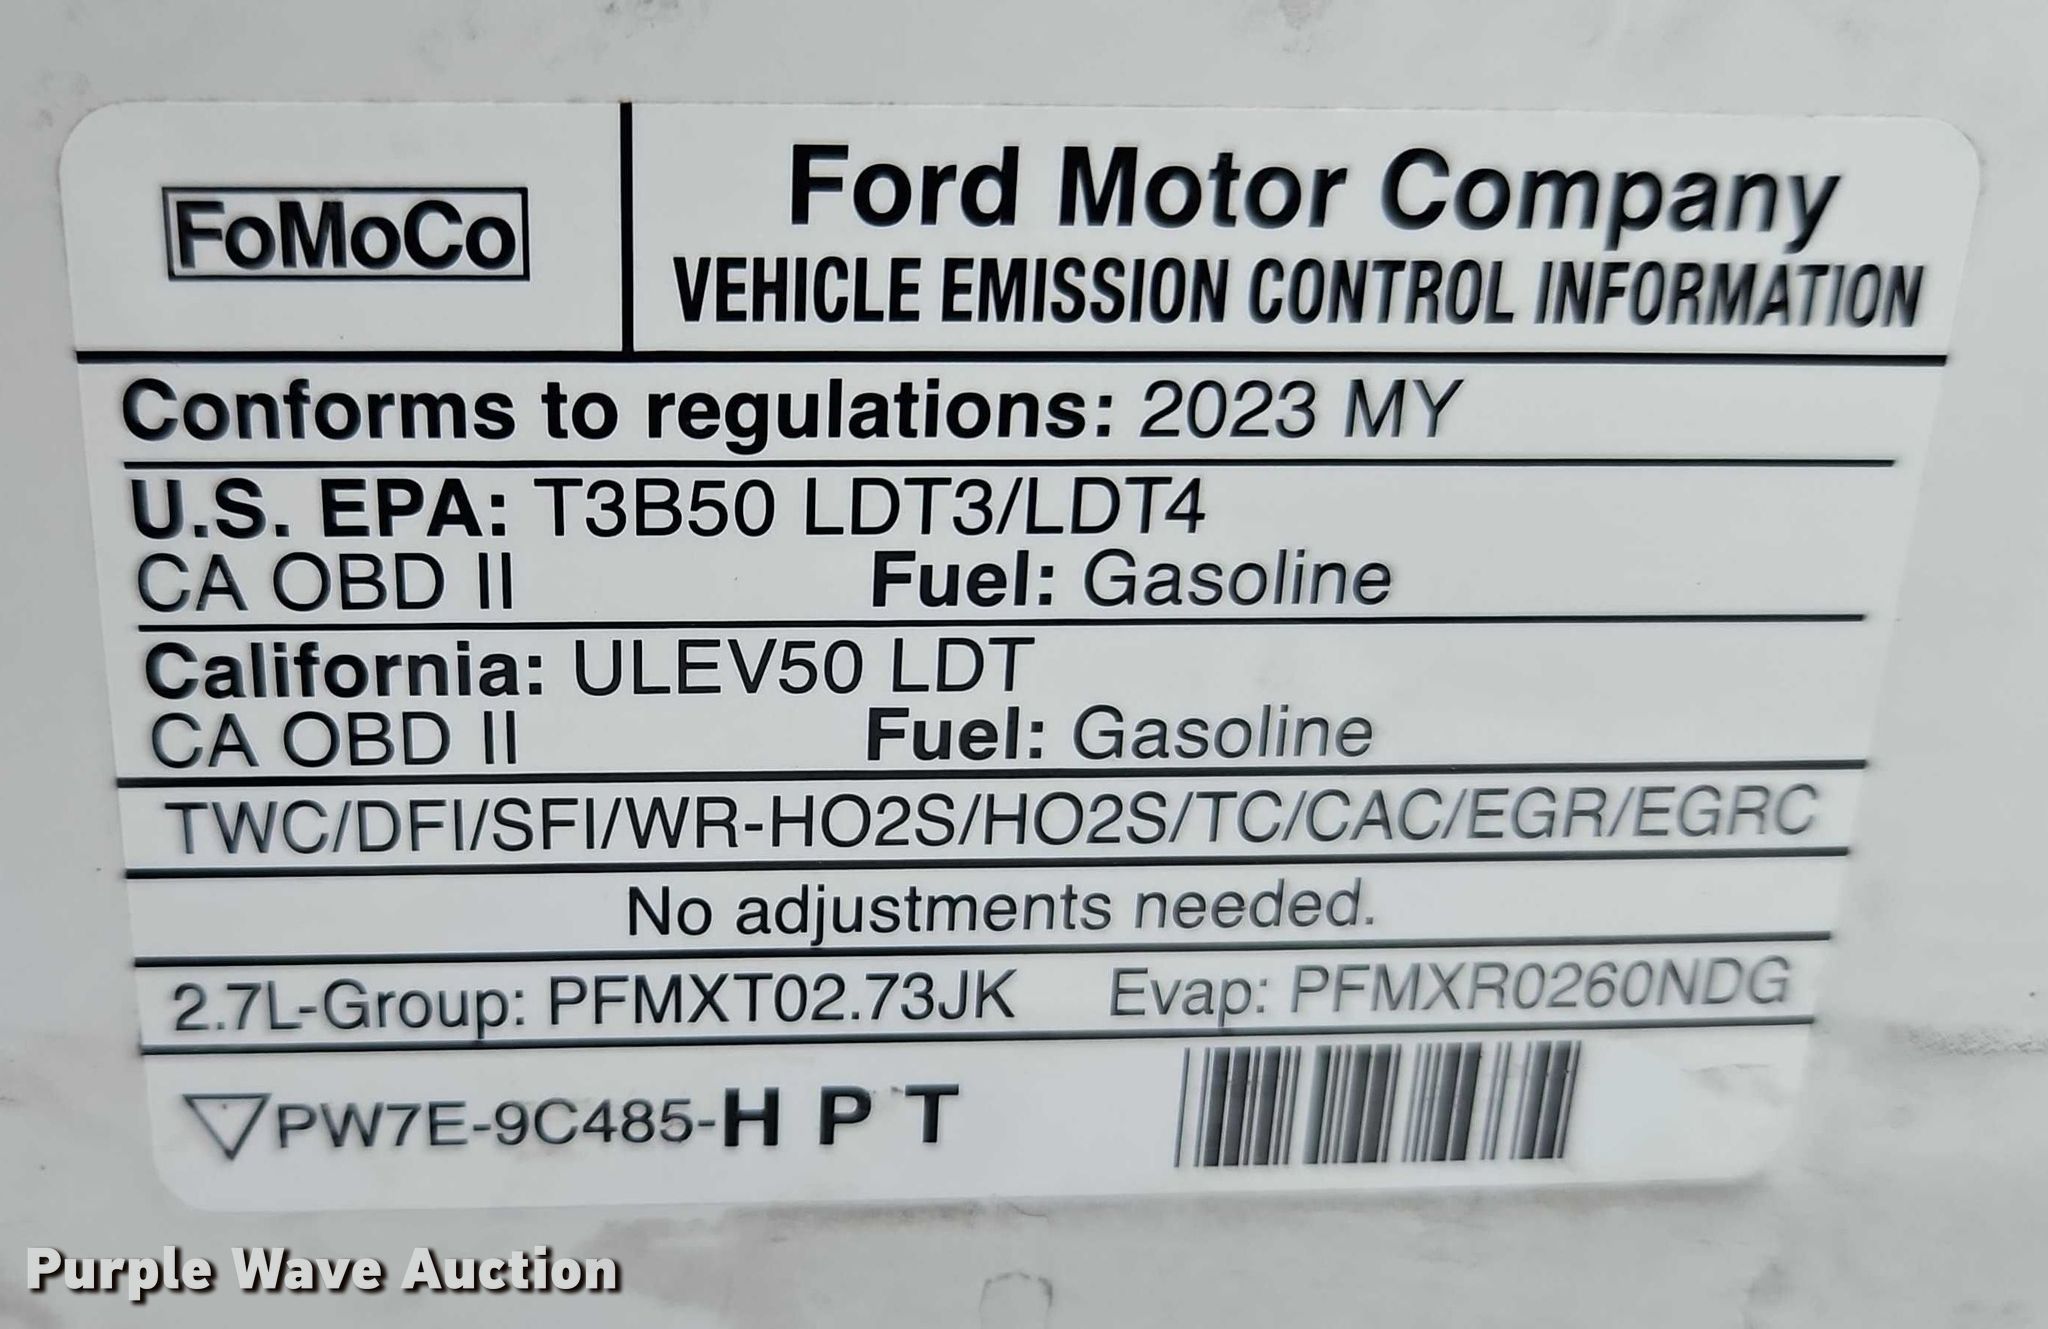 FoMoCo
Ford Motor Company
VEHICLE EMISSION CONTROL INFORMATION
Conforms to regulations: 2023 MY
U.S. EPA: T3B50 LDT3/LDT4
CA OBD II Fuel: Gasoline
California: ULEV50 LDT
CA OBD II Fuel: Gasoline
TWC/DFI/SFI/WR-HO2S/HO2S/TC/CAC/EGR/EGRC
No adjustments needed.
2.7L-Group: PFMXT02.73JK Evap: PFMXR0260NDG
PW7E-9C485-H P T
Purple Wave Auction